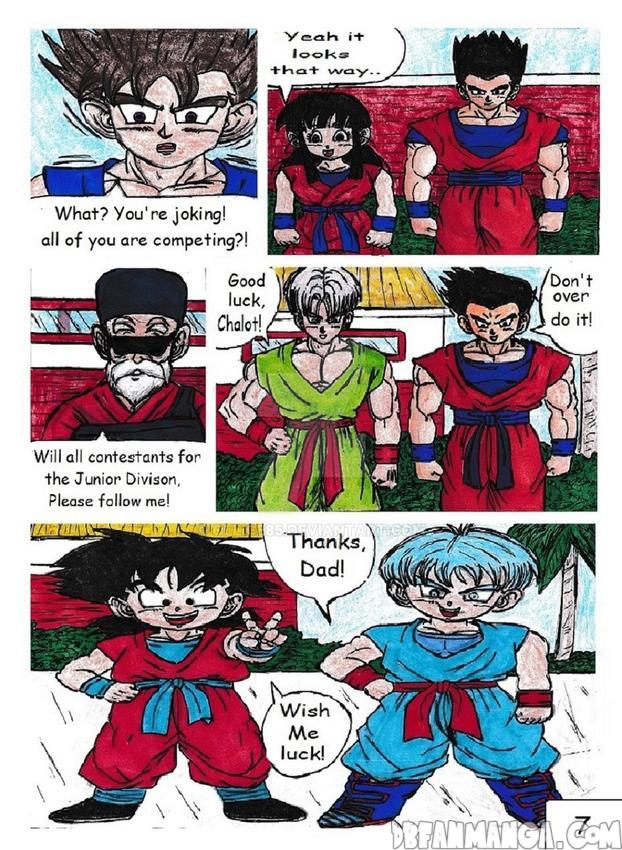 What? You're joking!
all of you are competing?!
Yeah it
looks
that way..
Will all contestants for
the Junior Divison,
Please follow me!
Good
luck,
Chalot!
Don't
over
do it!
Thanks,
Dad!
Wish
Me
luck!
7
DBFANMANGA.COM